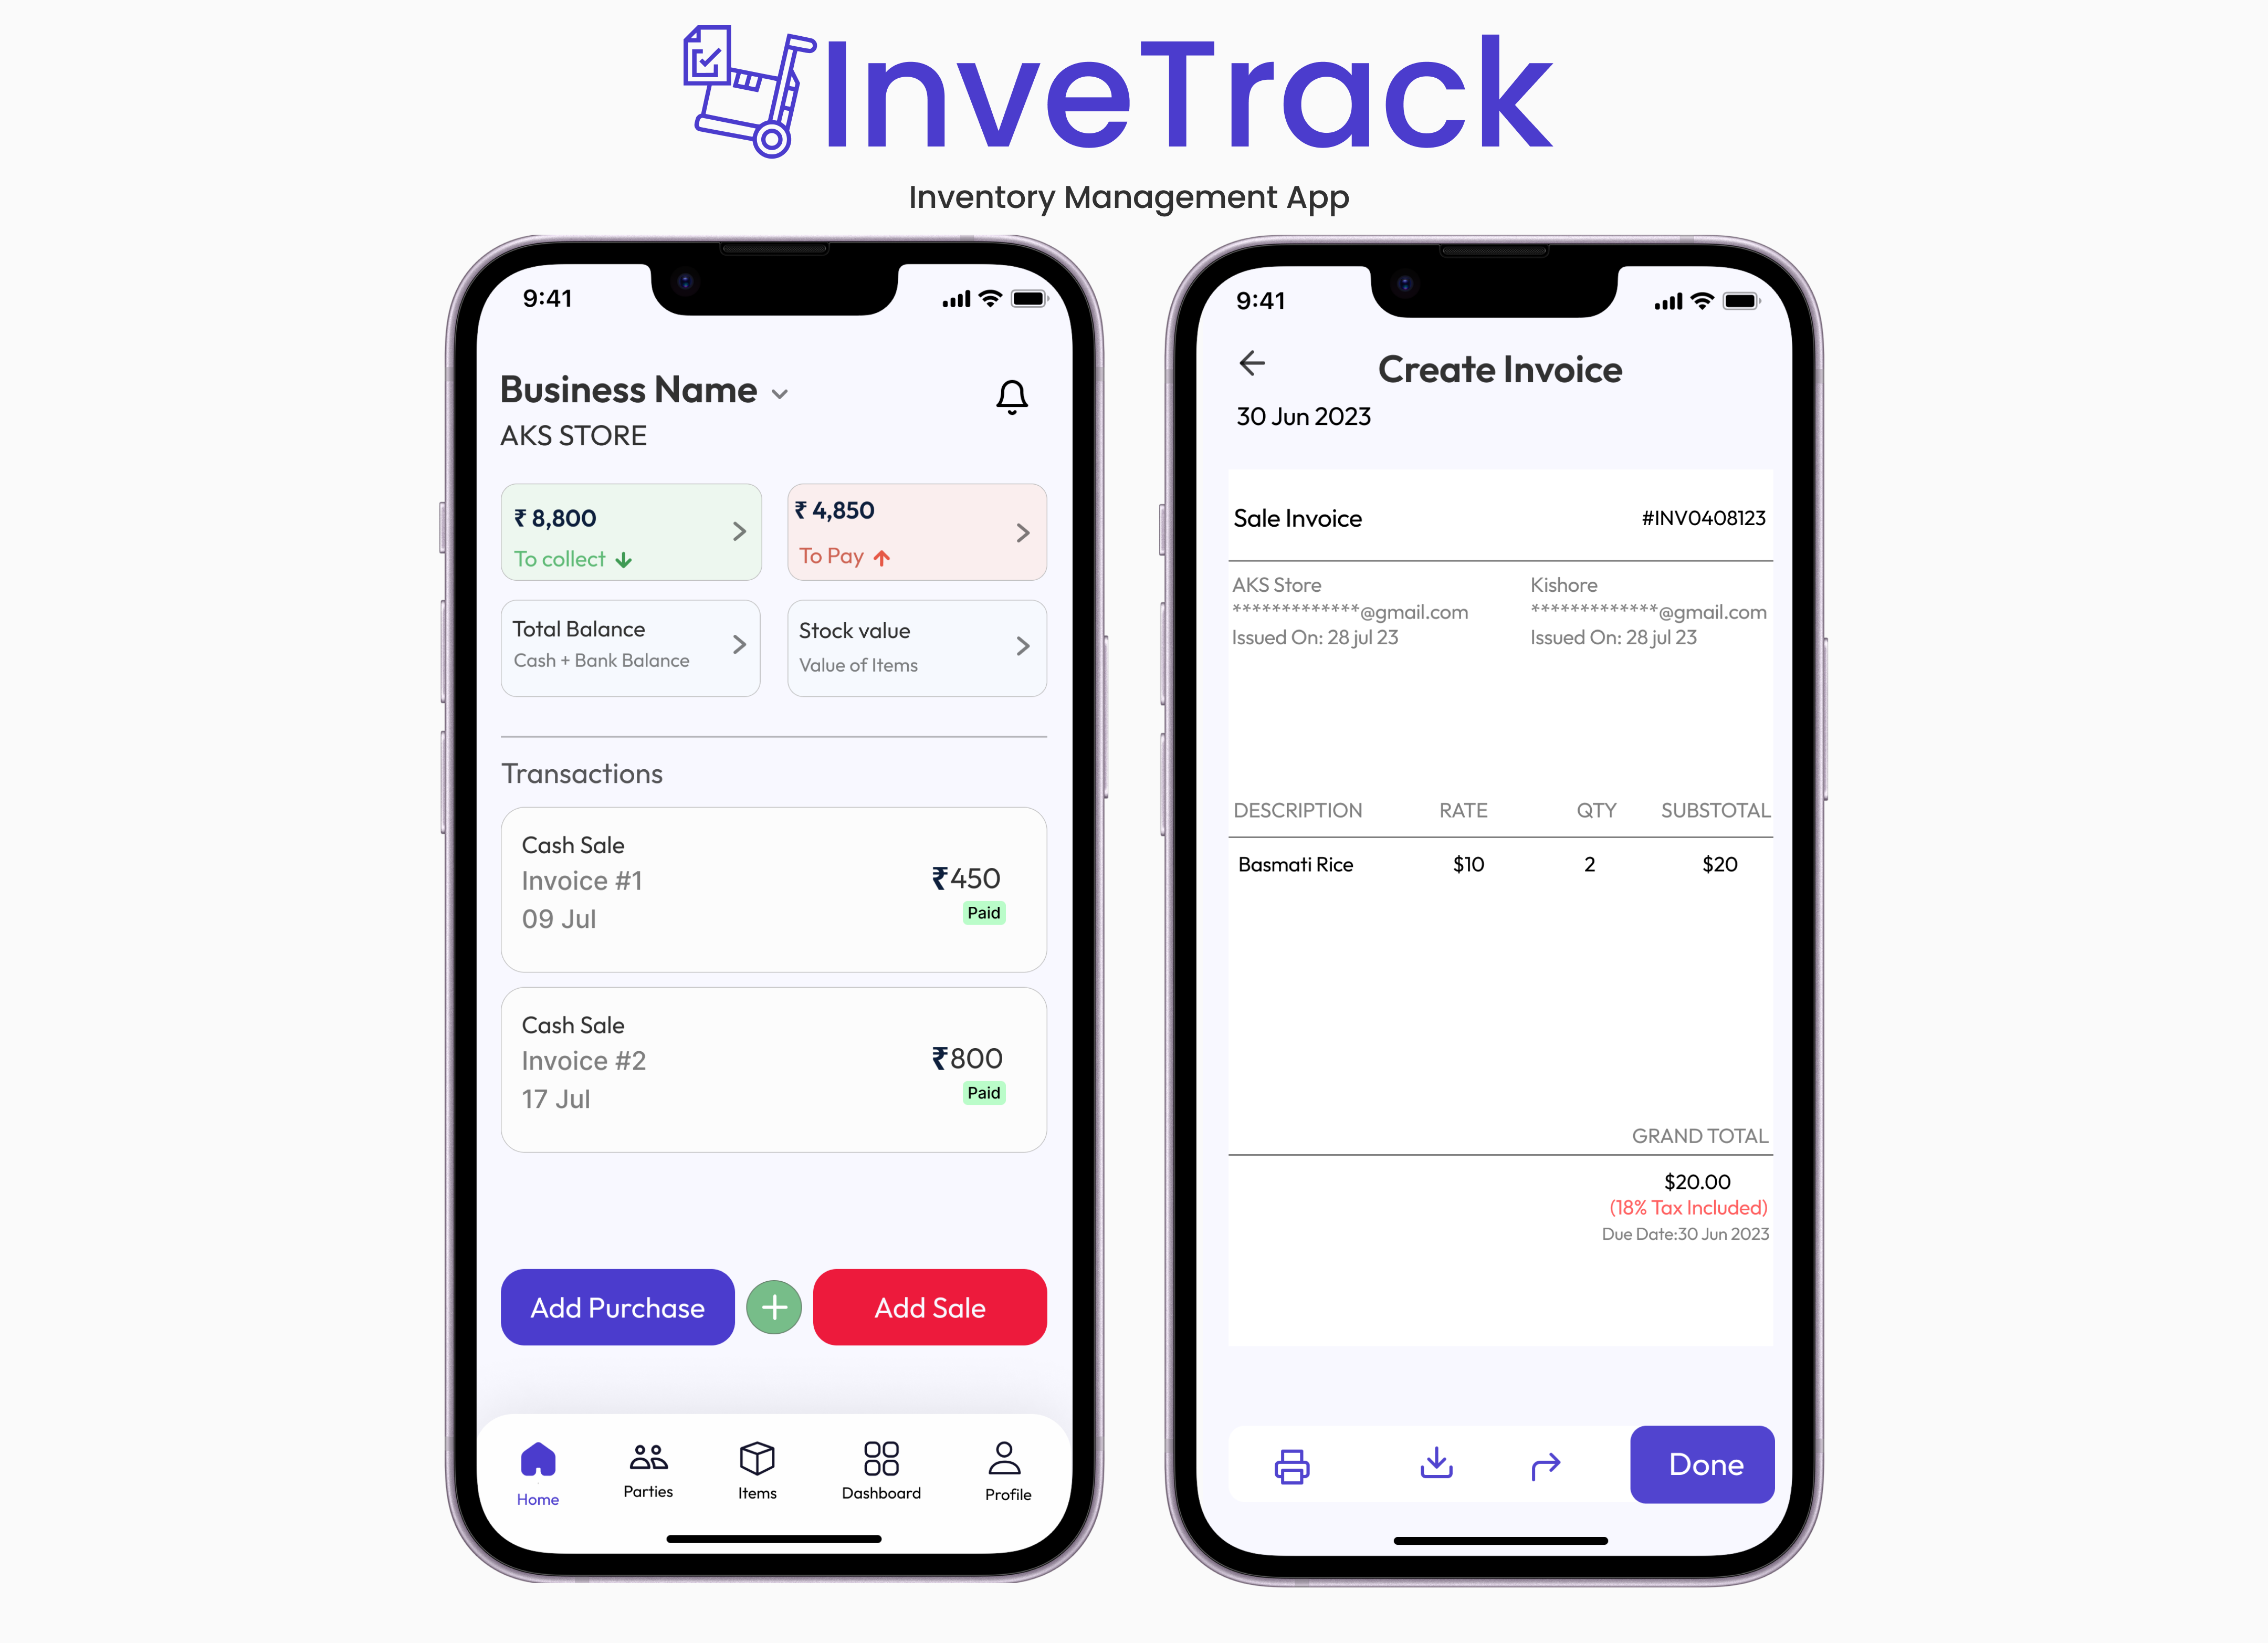 InveTrack
Inventory Management App
9:41
Business Name
AKS STORE
₹ 8,800
To collect
₹ 4,850
To Pay
Total Balance
Cash + Bank Balance
Stock value
Value of Items
Transactions
Cash Sale
Invoice #1
09 Jul
₹450
Paid
Cash Sale
Invoice #2
17 Jul
₹800
Paid
Add Purchase
Add Sale
Home
Parties
Items
Dashboard
Profile
9:41
Create Invoice
30 Jun 2023
Sale Invoice #INV0408123
AKS Store
*************@gmail.com
Issued On: 28 jul 23
Kishore
*************@gmail.com
Issued On: 28 jul 23
DESCRIPTION RATE QTY SUBSTOTAL
Basmati Rice $10 2 $20
GRAND TOTAL
$20.00
(18% Tax Included)
Due Date:30 Jun 2023
Done